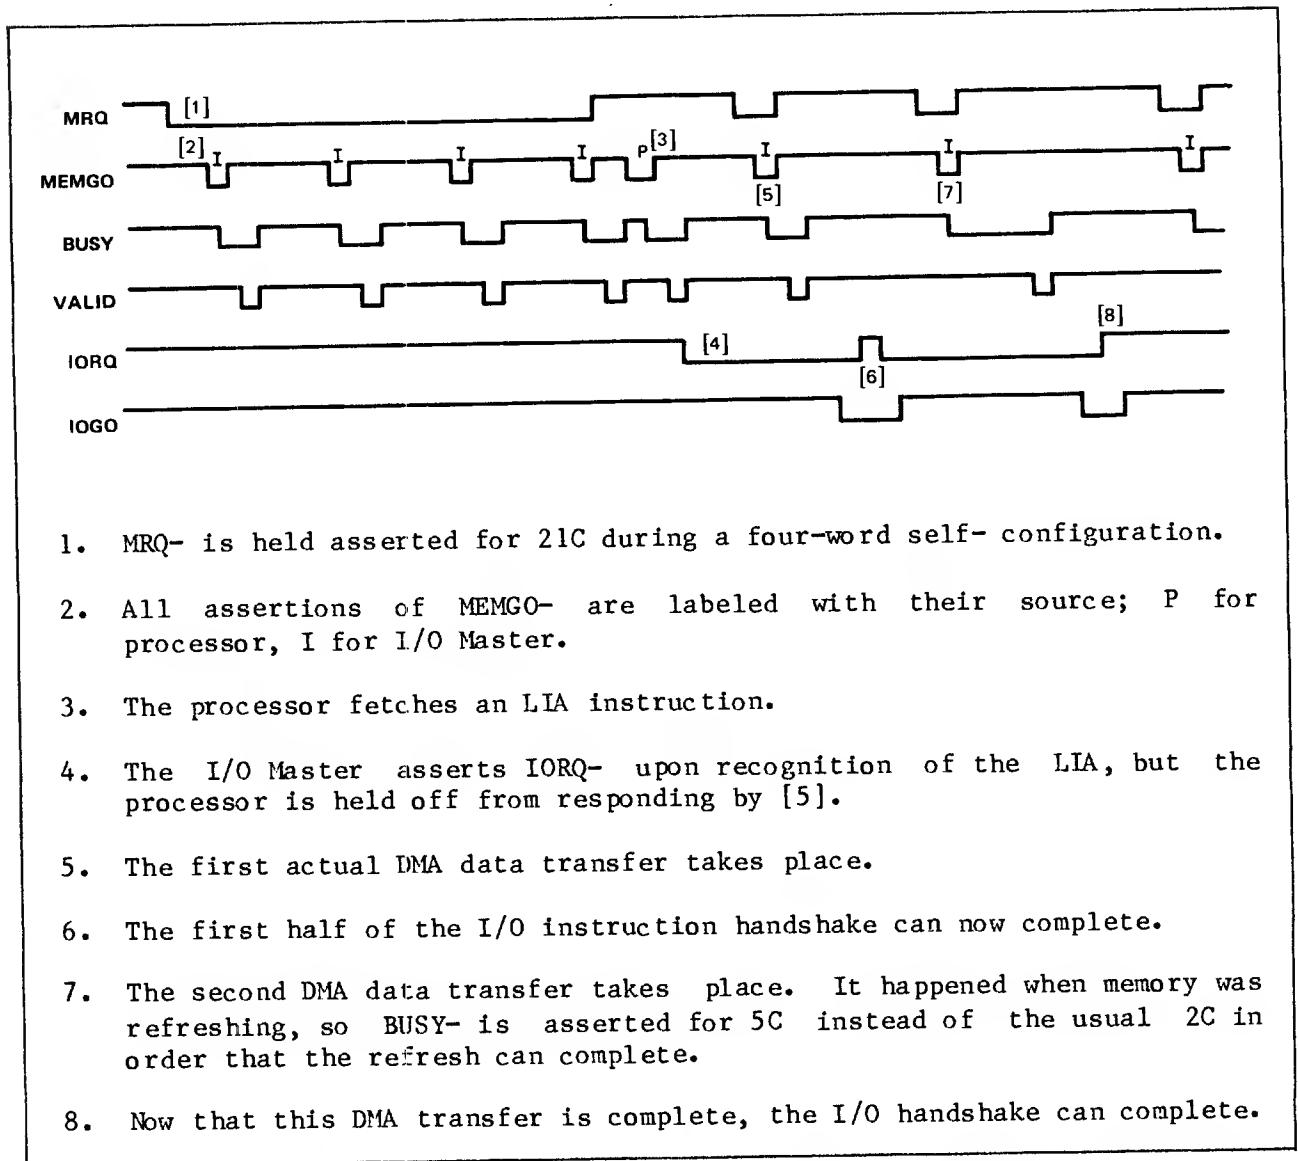 MRQ [1]
[2] I I I I P [3] I I I
MEMGO
[5] [7]
BUSY
VALID
[8]
IORQ [4]
[6]
IOGO
1. MRQ- is held asserted for 21C during a four-word self- configuration.
2. All assertions of MEMGO- are labeled with their source; P for
processor, I for I/O Master.
3. The processor fetches an LIA instruction.
4. The I/O Master asserts IORQ- upon recognition of the LIA, but the
processor is held off from responding by [5].
5. The first actual DMA data transfer takes place.
6. The first half of the I/O instruction handshake can now complete.
7. The second DMA data transfer takes place. It happened when memory was
refreshing, so BUSY- is asserted for 5C instead of the usual 2C in
order that the refresh can complete.
8. Now that this DMA transfer is complete, the I/O handshake can complete.